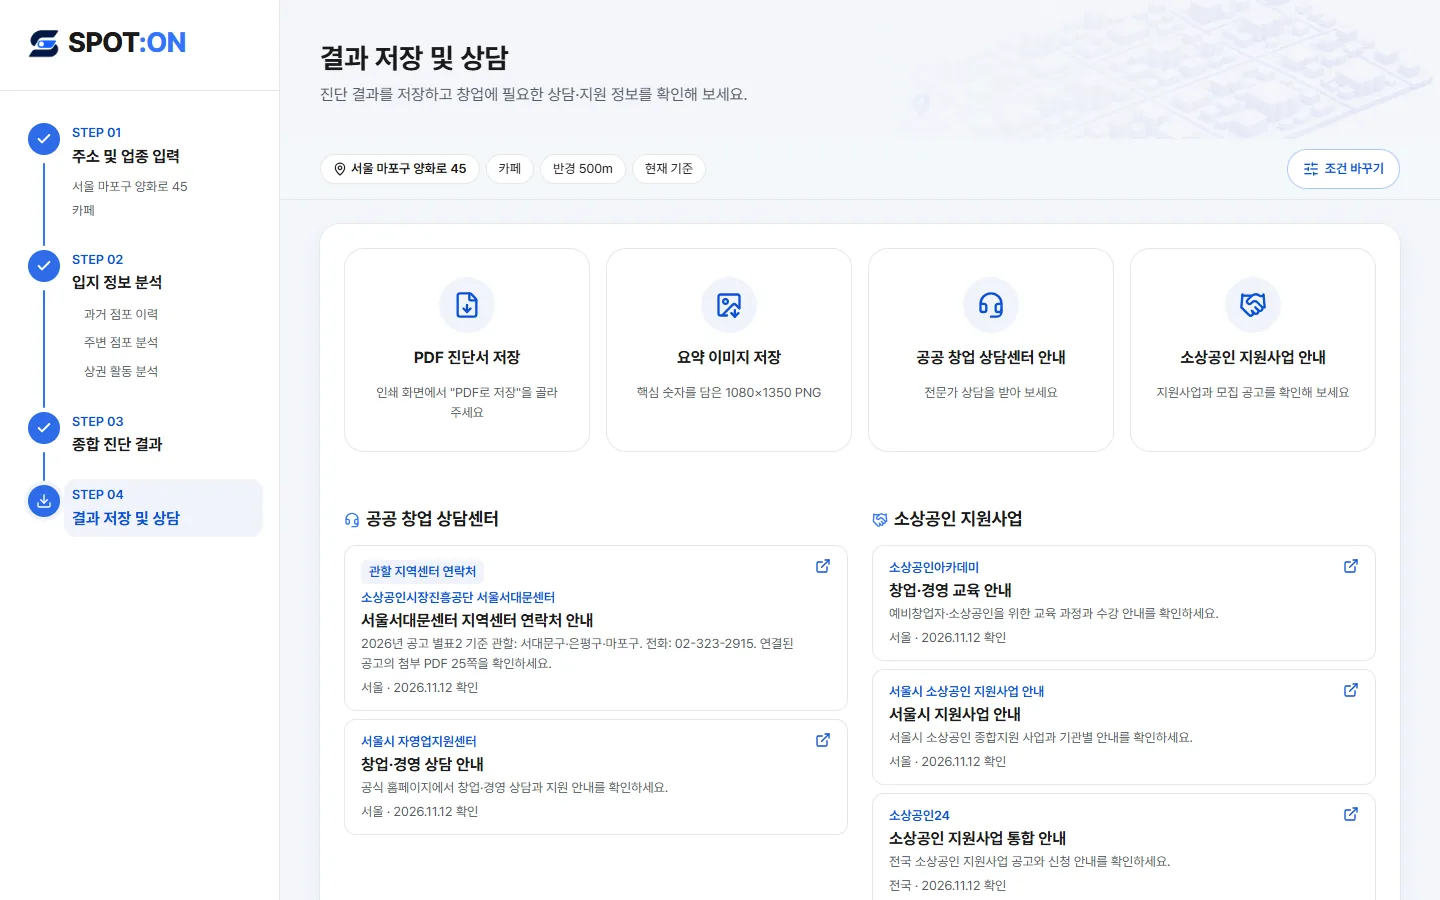 SPOT:ON
STEP 01
주소 및 업종 입력
서울 마포구 양화로 45
카페
STEP 02
입지 정보 분석
과거 점포 이력
주변 점포 분석
상권 활동 분석
STEP 03
종합 진단 결과
STEP 04
결과 저장 및 상담
결과 저장 및 상담
진단 결과를 저장하고 창업에 필요한 상담·지원 정보를 확인해 보세요.
서울 마포구 양화로 45
카페
반경 500m
현재 기준
조건 바꾸기
PDF 진단서 저장
인쇄 화면에서 "PDF로 저장"을 골라
주세요
요약 이미지 저장
핵심 숫자를 담은 1080×1350 PNG
공공 창업 상담센터 안내
전문가 상담을 받아 보세요
소상공인 지원사업 안내
지원사업과 모집 공고를 확인해 보세요
공공 창업 상담센터
관할 지역센터 연락처
소상공인시장진흥공단 서울서대문센터
서울서대문센터 지역센터 연락처 안내
2026년 공고 별표2 기준 관할: 서대문구·은평구·마포구. 전화: 02-323-2915. 연결된
공고의 첨부 PDF 25쪽을 확인하세요.
서울 · 2026.11.12 확인
서울시 자영업지원센터
창업·경영 상담 안내
공식 홈페이지에서 창업·경영 상담과 지원 안내를 확인하세요.
서울 · 2026.11.12 확인
소상공인 지원사업
소상공인아카데미
창업·경영 교육 안내
예비창업자·소상공인을 위한 교육 과정과 수강 안내를 확인하세요.
서울 · 2026.11.12 확인
서울시 소상공인 지원사업 안내
서울시 지원사업 안내
서울시 소상공인 종합지원 사업과 기관별 안내를 확인하세요.
서울 · 2026.11.12 확인
소상공인24
소상공인 지원사업 통합 안내
전국 소상공인 지원사업 공고와 신청 안내를 확인하세요.
전국 · 2026.11.12 확인